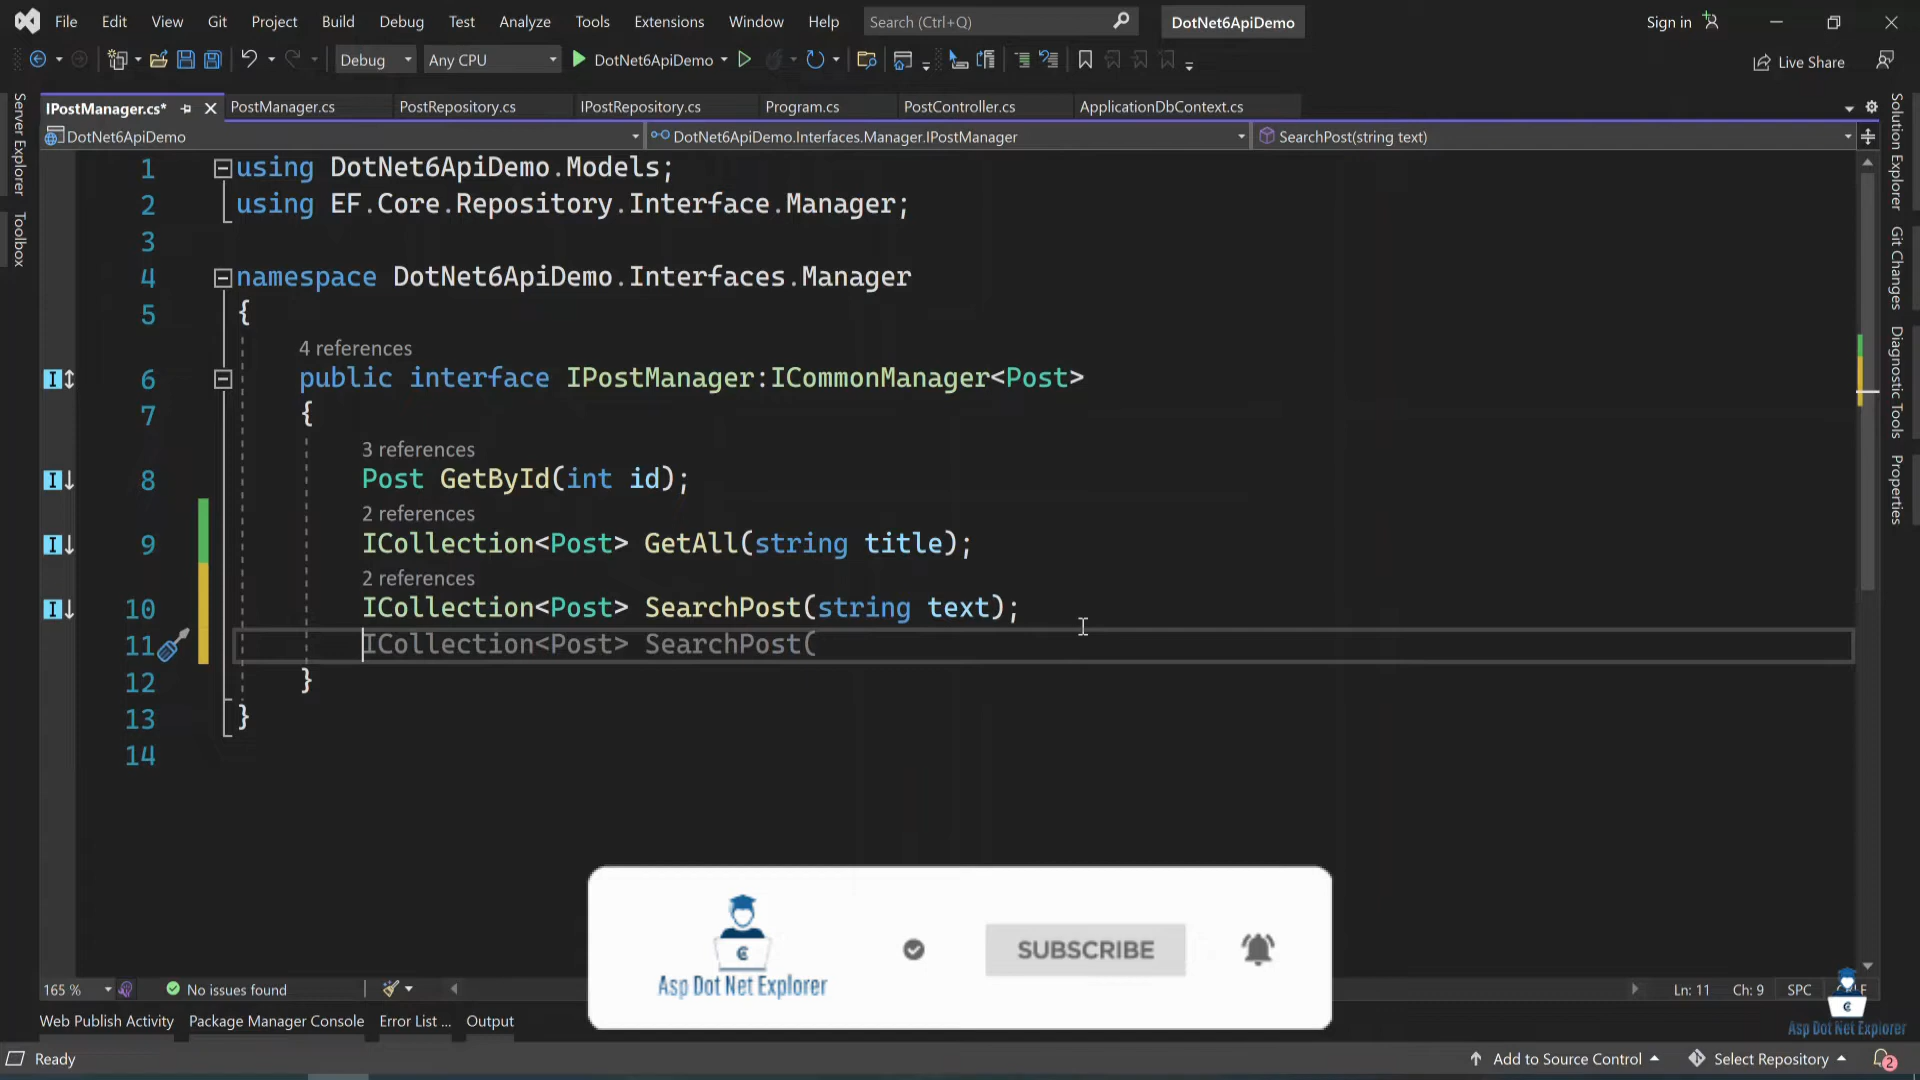 File Edit View Git Project Build Debug Test Analyze Tools Extensions Window Help Search (Ctrl+Q) DotNet6ApiDemo Sign in
Debug Any CPU DotNet6ApiDemo Live Share
IPostManager.cs* PostManager.cs PostRepository.cs IPostRepository.cs Program.cs PostController.cs ApplicationDbContext.cs
DotNet6ApiDemo DotNet6ApiDemo.Interfaces.Manager.IPostManager SearchPost(string text)
Server Explorer
Toolbox
Solution Explorer
Git Changes
Diagnostic Tools
Properties
1 using DotNet6ApiDemo.Models;
2 using EF.Core.Repository.Interface.Manager;
3
4 namespace DotNet6ApiDemo.Interfaces.Manager
5 {
4 references
6 public interface IPostManager:ICommonManager<Post>
7 {
3 references
8 Post GetById(int id);
2 references
9 ICollection<Post> GetAll(string title);
2 references
10 ICollection<Post> SearchPost(string text);
11 ICollection<Post> SearchPost(
12 }
13 }
14
Asp Dot Net Explorer SUBSCRIBE
165 % No issues found Ln: 11 Ch: 9 SPC
Asp Dot Net Explorer
Web Publish Activity Package Manager Console Error List ... Output
Ready Add to Source Control Select Repository 2